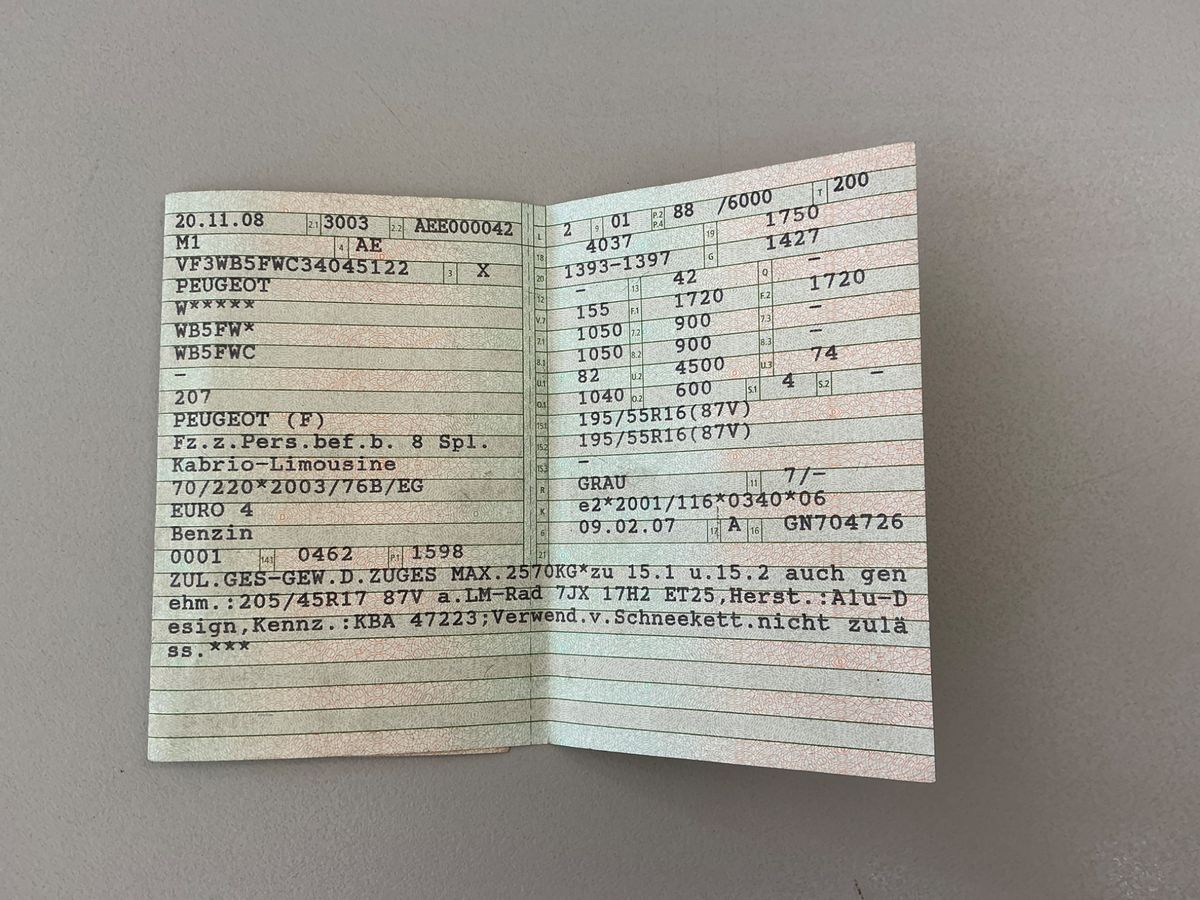 20.11.08 2.1 3003 2.2 AEE000042
M1 4 AE
VF3WB5FWC34045122 3 X
PEUGEOT
W*****
WB5FW*
WB5FWC
–
207
PEUGEOT (F)
Fz.z.Pers.bef.b. 8 Spl.
Kabrio-Limousine
70/220*2003/76B/EG
EURO 4
Benzin
0001 14.1 0462 P.1 1598
L 2 9 01 P.2 P.4 88 /6000 T 200
18 4037 19 1750
20 1393-1397 G 1427
12 – 13 42 Q –
V.7 155 F.1 1720 F.2 1720
7.1 1050 7.2 900 7.3 –
8.1 1050 8.2 900 8.3 –
U.1 82 U.2 4500 U.3 74
O.1 1040 O.2 600 S.1 4 S.2 –
15.1 195/55R16(87V)
15.2 195/55R16(87V)
15.3 –
R GRAU 11 7/–
K e2*2001/116*0340*06
6 09.02.07 17 A 16 GN704726
21
ZUL.GES-GEW.D.ZUGES MAX.2570KG*zu 15.1 u.15.2 auch gen
ehm.:205/45R17 87V a.LM-Rad 7JX 17H2 ET25,Herst.:Alu-D
esign,Kennz.:KBA 47223;Verwend.v.Schneekett.nicht zulä
ss.***